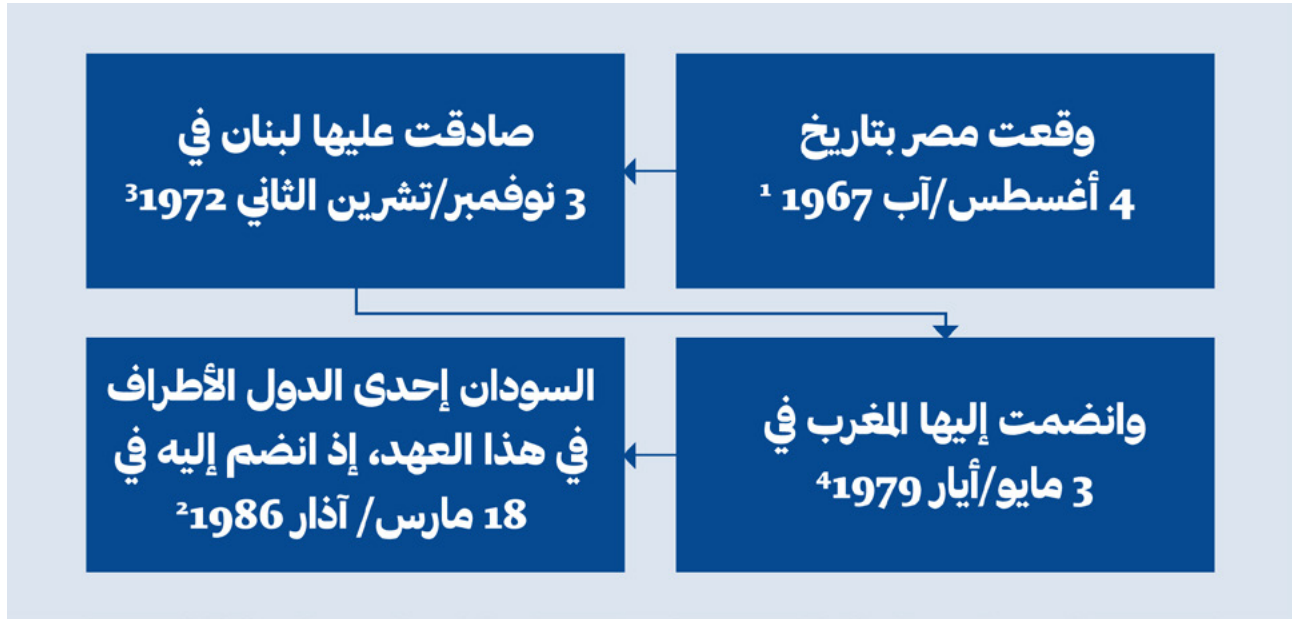 وقعت مصر بتاريخ
4 أغسطس/آب 1967 ¹
صادقت عليها لبنان في
3 نوفمبر/تشرين الثاني 1972³
وانضمت إليها المغرب في
3 مايو/أيار 1979⁴
السودان إحدى الدول الأطراف
في هذا العهد، إذ انضم إليه في
18 مارس/ آذار 1986²